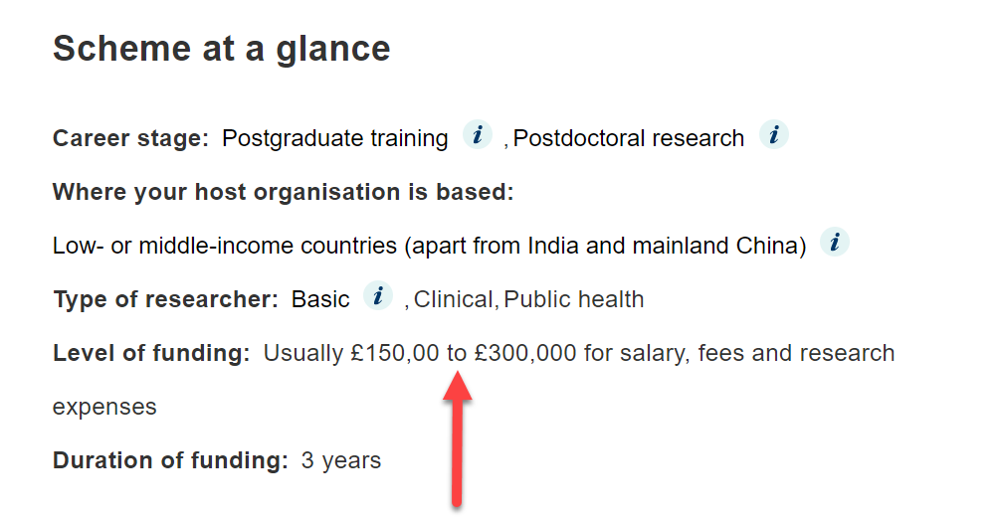 Scheme at a glance
Career stage: Postgraduate training i , Postdoctoral research i
Where your host organisation is based:
Low- or middle-income countries (apart from India and mainland China) i
Type of researcher: Basic i , Clinical, Public health
Level of funding: Usually £150,00 to £300,000 for salary, fees and research
expenses
Duration of funding: 3 years